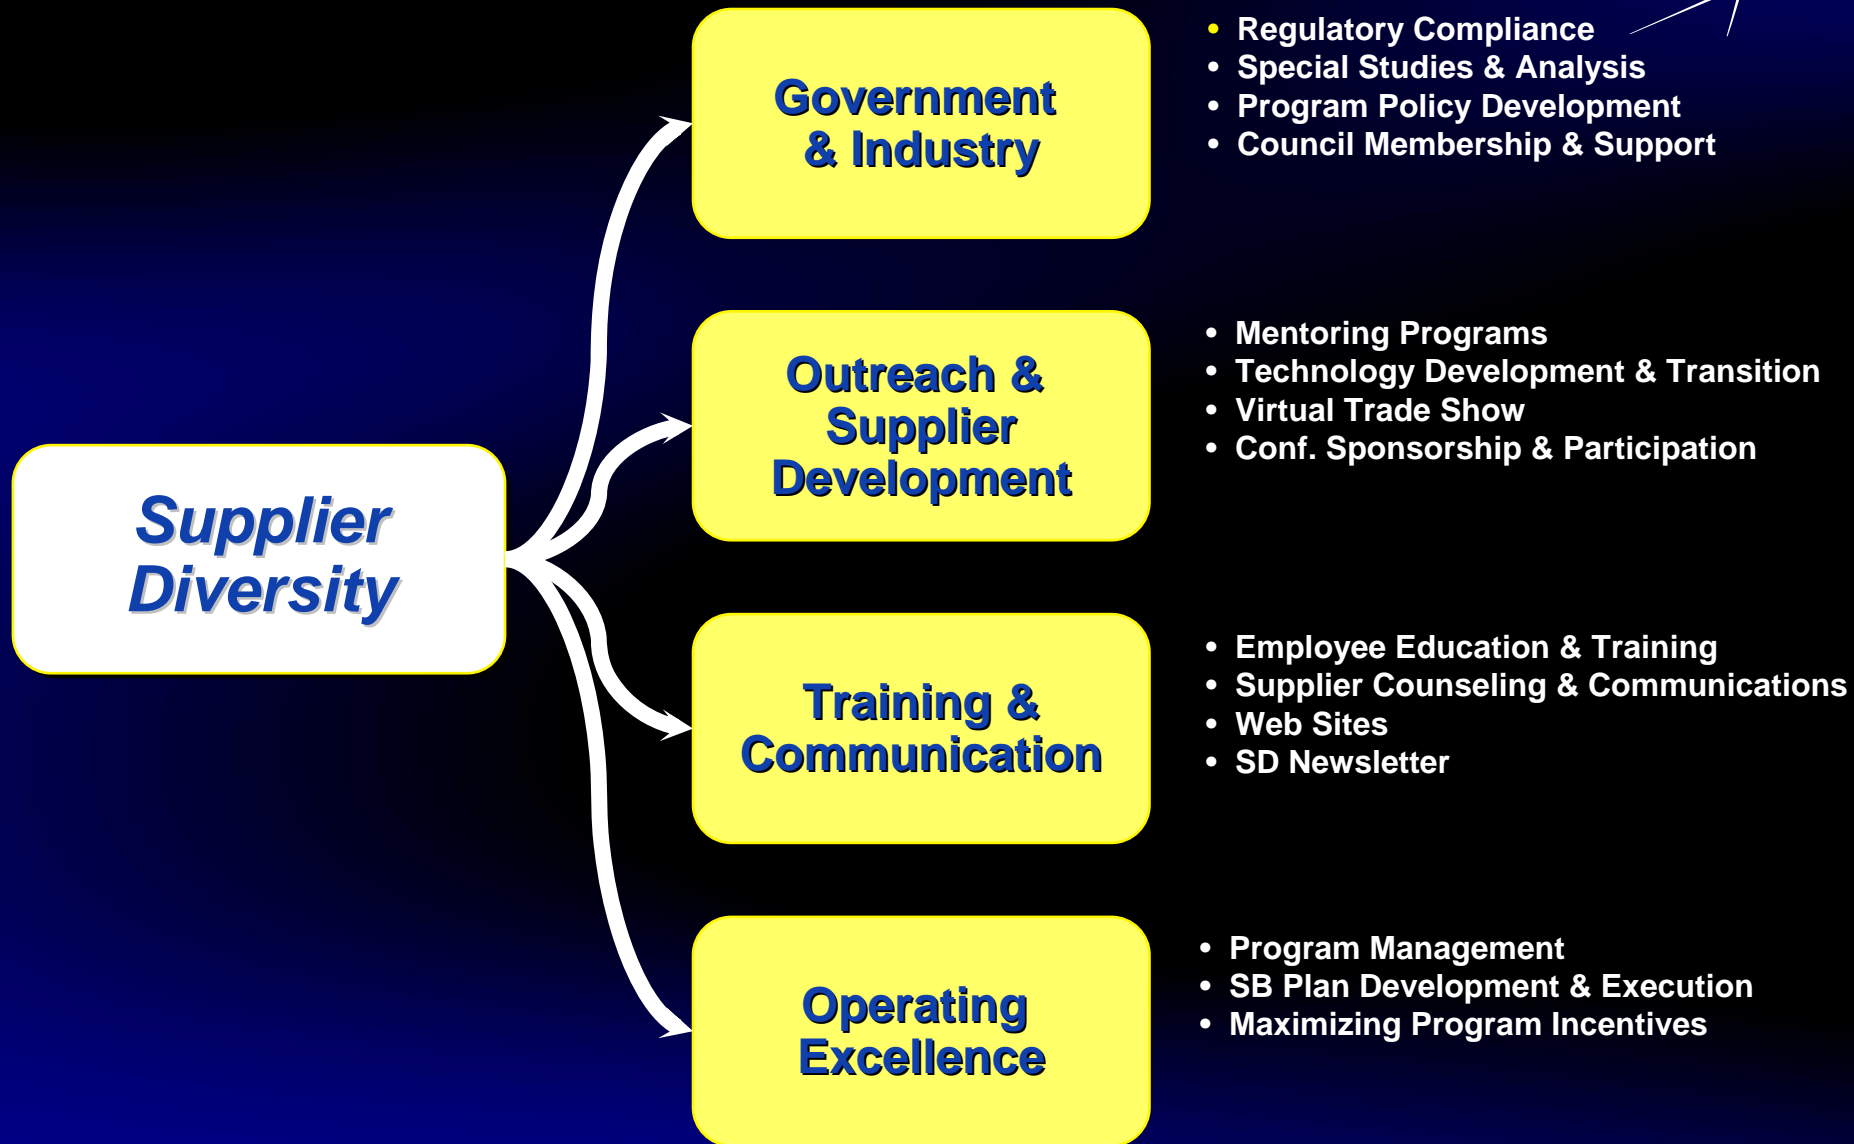 Supplier
Diversity
Government
& Industry
• Regulatory Compliance
• Special Studies & Analysis
• Program Policy Development
• Council Membership & Support
Outreach &
Supplier
Development
• Mentoring Programs
• Technology Development & Transition
• Virtual Trade Show
• Conf. Sponsorship & Participation
Training &
Communication
• Employee Education & Training
• Supplier Counseling & Communications
• Web Sites
• SD Newsletter
Operating
Excellence
• Program Management
• SB Plan Development & Execution
• Maximizing Program Incentives